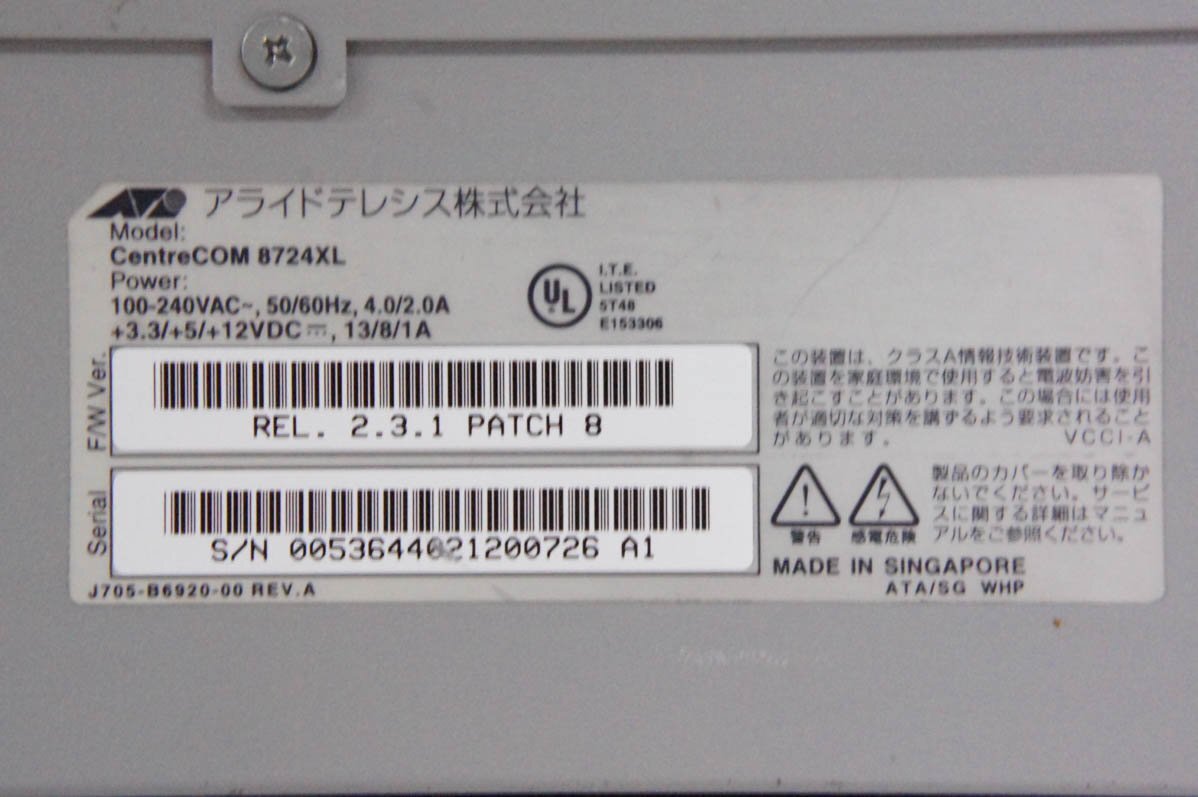 アライドテレシス株式会社
Model:
CentreCOM 8724XL
Power:
100-240VAC~, 50/60Hz, 4.0/2.0A
+3.3/+5/+12VDC⎓, 13/8/1A
UL
I.T.E.
LISTED
5T48
E153306
F/W Ver.
REL. 2.3.1 PATCH 8
Serial
S/N 0053644021200726 A1
J705-B6920-00 REV.A
この装置は、クラスA情報技術装置です。こ
の装置を家庭環境で使用すると電波妨害を引
き起こすことがあります。この場合には使用
者が適切な対策を講ずるよう要求されること
があります。 VCCI-A
警告
感電危険
製品のカバーを取り除か
ないでください。サービ
スに関する詳細はマニュ
アルをご参照ください。
MADE IN SINGAPORE
ATA/SG WHP